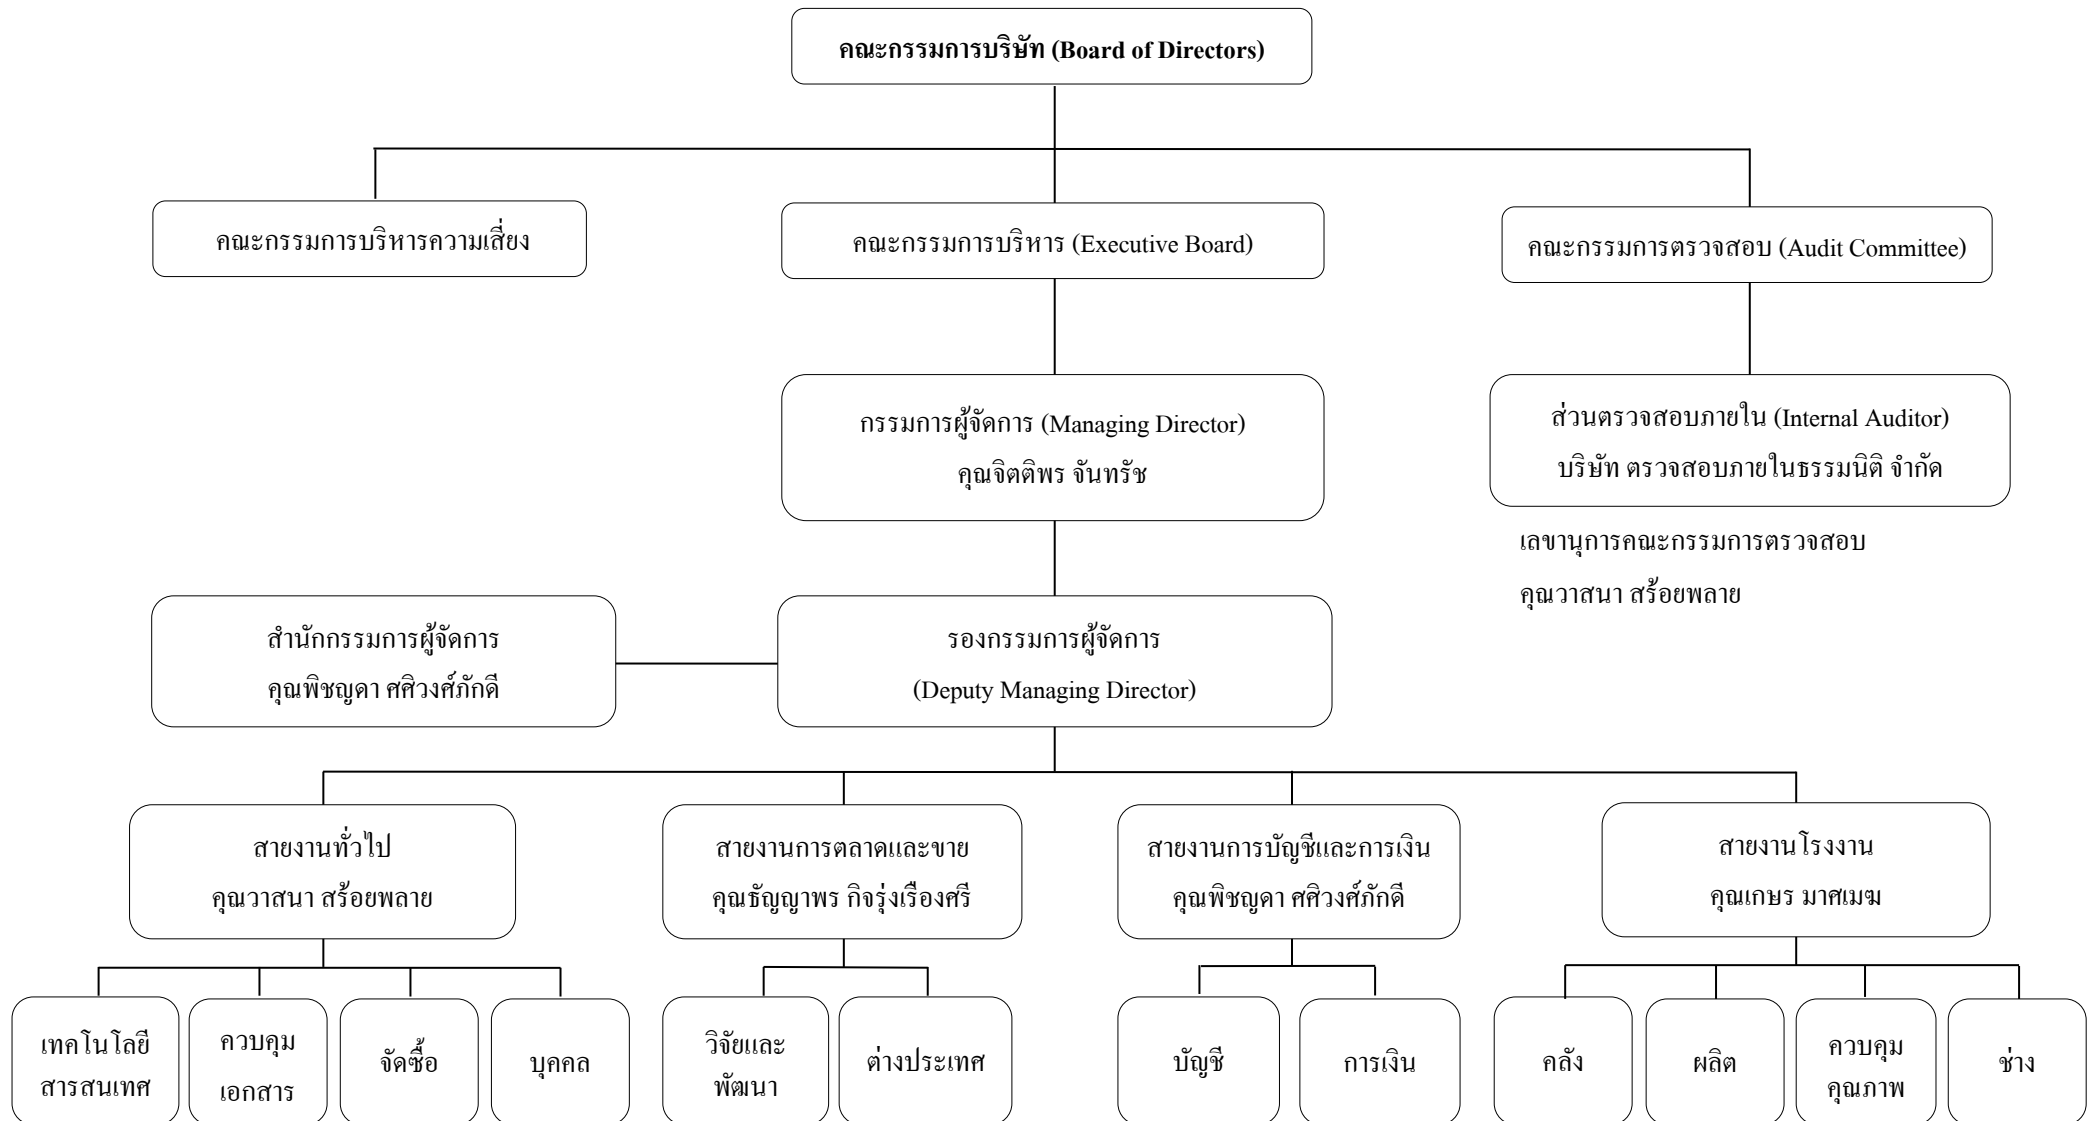 คณะกรรมการบริษัท (Board of Directors)
คณะกรรมการบริหารความเสี่ยง
คณะกรรมการบริหาร (Executive Board)
คณะกรรมการตรวจสอบ (Audit Committee)
กรรมการผู้จัดการ (Managing Director)
คุณจิตติพร จันทรัช
ส่วนตรวจสอบภายใน (Internal Auditor)
บริษัท ตรวจสอบภายในธรรมนิติ จำกัด
เลขานุการคณะกรรมการตรวจสอบ
คุณวาสนา สร้อยพลาย
สำนักกรรมการผู้จัดการ
คุณพิชญดา ศศิวงศ์ภักดี
รองกรรมการผู้จัดการ
(Deputy Managing Director)
สายงานทั่วไป
คุณวาสนา สร้อยพลาย
สายงานการตลาดและขาย
คุณธัญญาพร กิจรุ่งเรืองศรี
สายงานการบัญชีและการเงิน
คุณพิชญดา ศศิวงศ์ภักดี
สายงานโรงงาน
คุณเกษร มาศเมฆ
เทคโนโลยี
สารสนเทศ
ควบคุม
เอกสาร
จัดซื้อ
บุคคล
วิจัยและ
พัฒนา
ต่างประเทศ
บัญชี
การเงิน
คลัง
ผลิต
ควบคุม
คุณภาพ
ช่าง